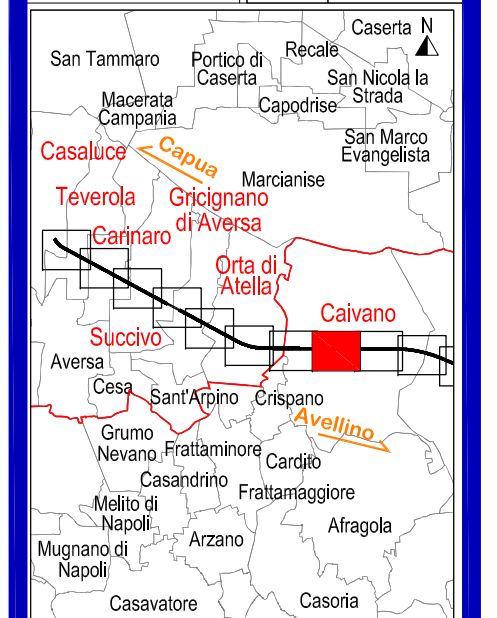 Caserta
N
San Tammaro
Portico di
Caserta
Recale
San Nicola la
Strada
Macerata
Campania
Capodrise
San Marco
Evangelista
Casaluce
Capua
Marcianise
Teverola
Gricignano
di Aversa
Carinaro
Orta di
Atella
Caivano
Succivo
Aversa
Cesa
Sant'Arpino
Crispano
Avellino
Grumo
Nevano
Frattaminore
Cardito
Casandrino
Frattamaggiore
Melito di
Napoli
Afragola
Arzano
Mugnano di
Napoli
Casavatore
Casoria